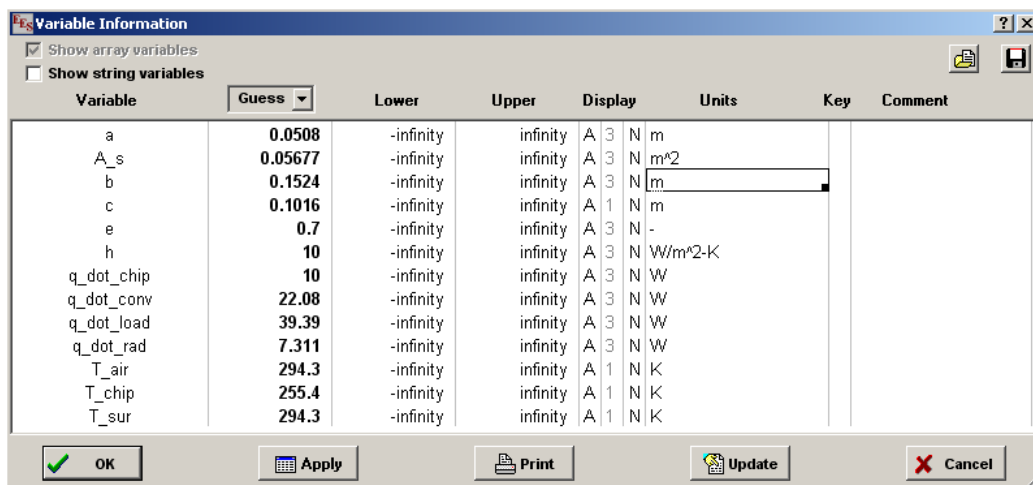 EES Variable Information
Show array variables
Show string variables
Variable Guess Lower Upper Display Units Key Comment
a 0.0508 -infinity infinity A 3 N m
A_s 0.05677 -infinity infinity A 3 N m^2
b 0.1524 -infinity infinity A 3 N m
c 0.1016 -infinity infinity A 1 N m
e 0.7 -infinity infinity A 3 N -
h 10 -infinity infinity A 3 N W/m^2-K
q_dot_chip 10 -infinity infinity A 3 N W
q_dot_conv 22.08 -infinity infinity A 3 N W
q_dot_load 39.39 -infinity infinity A 3 N W
q_dot_rad 7.311 -infinity infinity A 3 N W
T_air 294.3 -infinity infinity A 1 N K
T_chip 255.4 -infinity infinity A 1 N K
T_sur 294.3 -infinity infinity A 1 N K
OK Apply Print Update Cancel